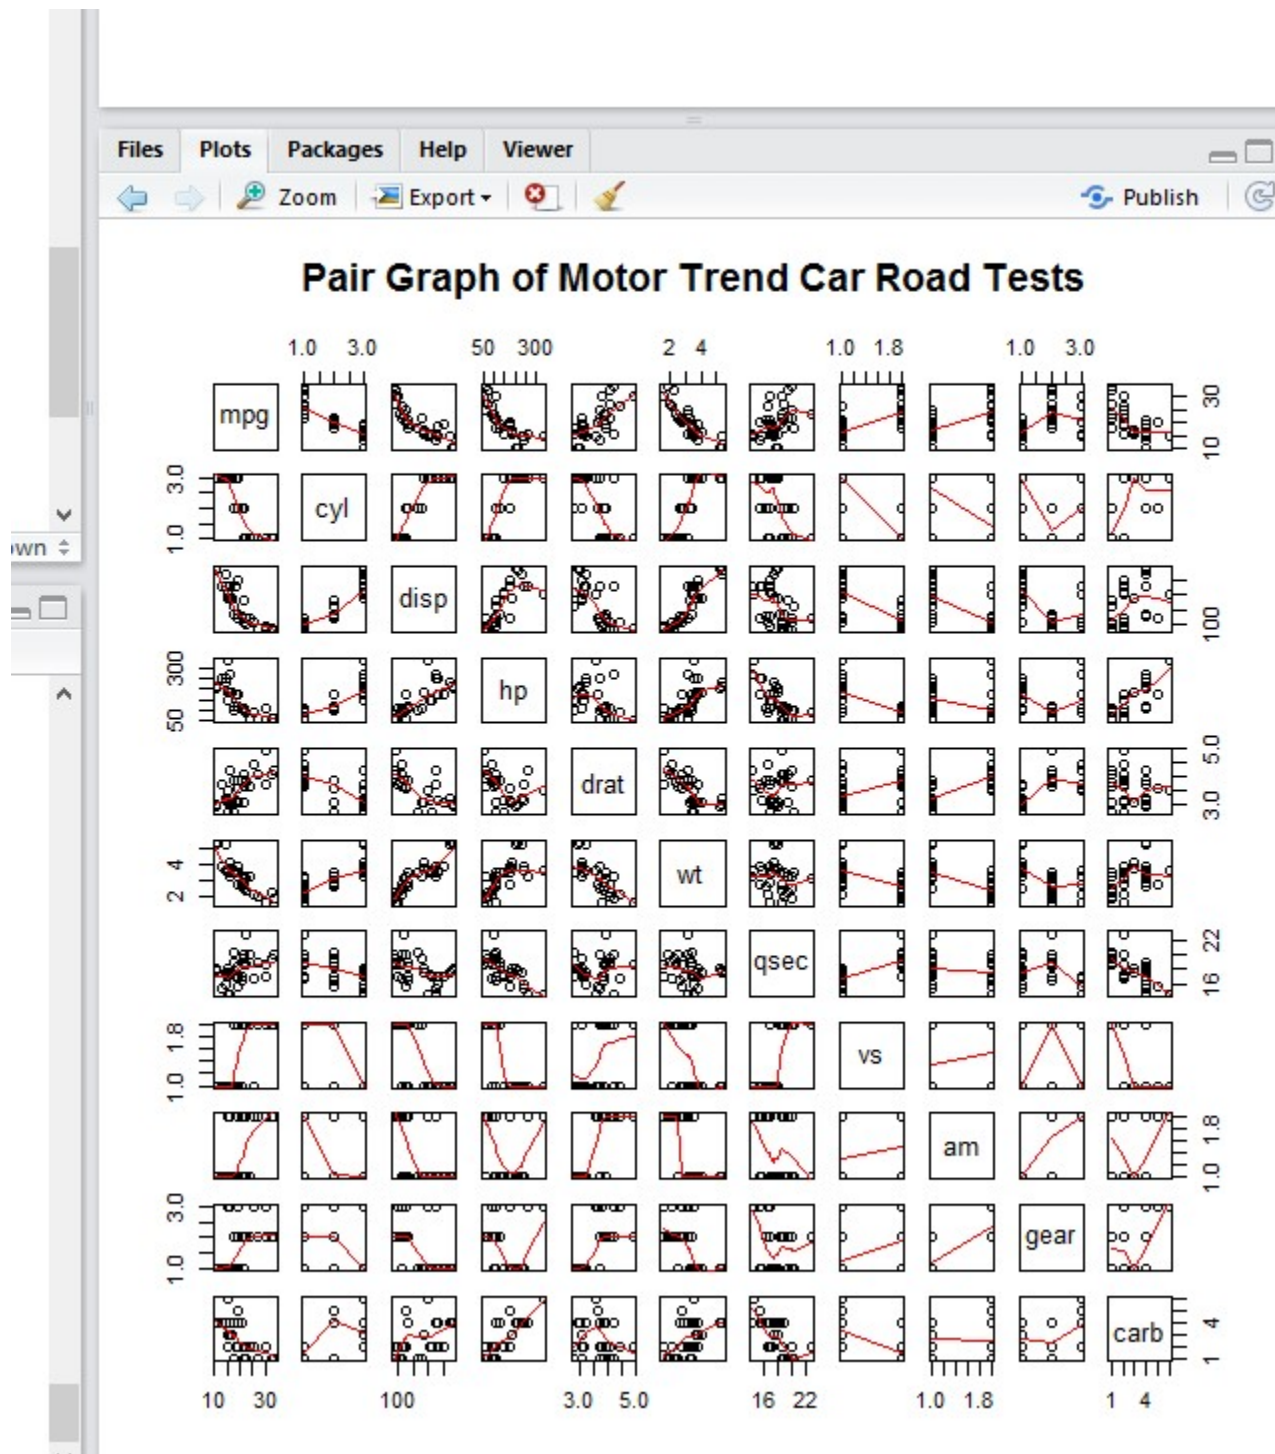 Files Plots Packages Help Viewer
Zoom Export Publish
Pair Graph of Motor Trend Car Road Tests
1.0 3.0 50 300 2 4 1.0 1.8 1.0 3.0
mpg 30 10
3.0 1.0 cyl
own
disp 100
300 50 hp
drat 5.0 3.0
4 2 wt
qsec 22 16
1.8 1.0 vs
am 1.8 1.0
3.0 1.0 gear
carb 4 1
10 30 100 3.0 5.0 16 22 1.0 1.8 1 4